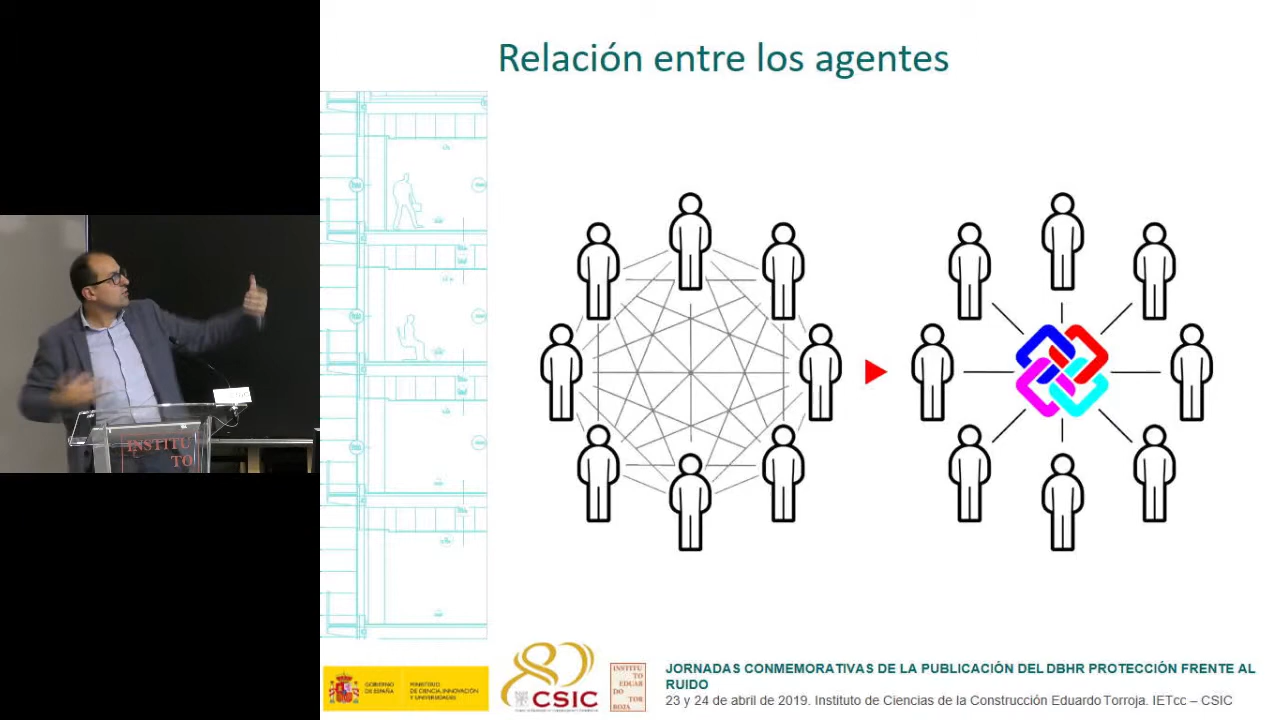 Relación entre los agentes
INSTITU
TO
GOBIERNO
DE ESPAÑA
MINISTERIO
DE CIENCIA, INNOVACIÓN
Y UNIVERSIDADES
80
CSIC
INSTITU
TO
EDUAR
DO TOR
ROJA
JORNADAS CONMEMORATIVAS DE LA PUBLICACIÓN DEL DBHR PROTECCIÓN FRENTE AL
RUIDO
23 y 24 de abril de 2019. Instituto de Ciencias de la Construcción Eduardo Torroja. IETcc – CSIC